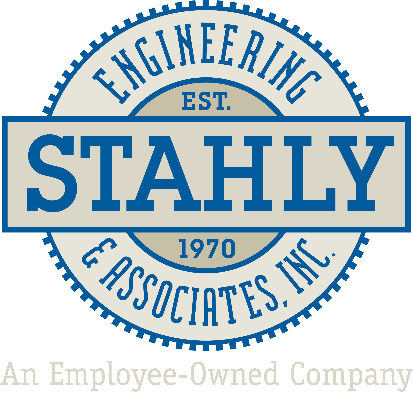 ENGINEERING
EST.
STAHLY
1970
& ASSOCIATES, INC.
An Employee-Owned Company